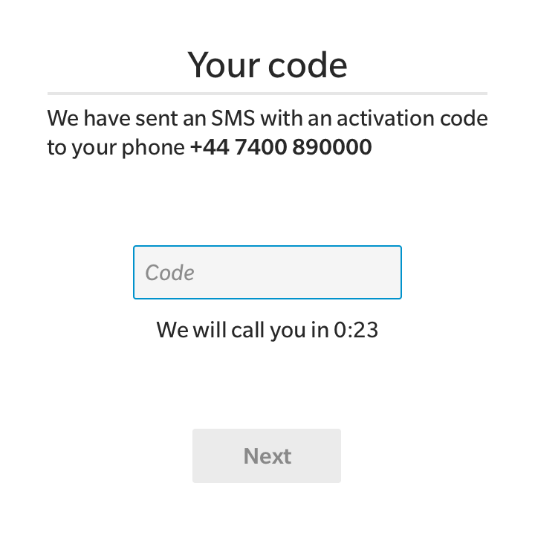 Your code
We have sent an SMS with an activation code
to your phone +44 7400 890000
Code
We will call you in 0:23
Next